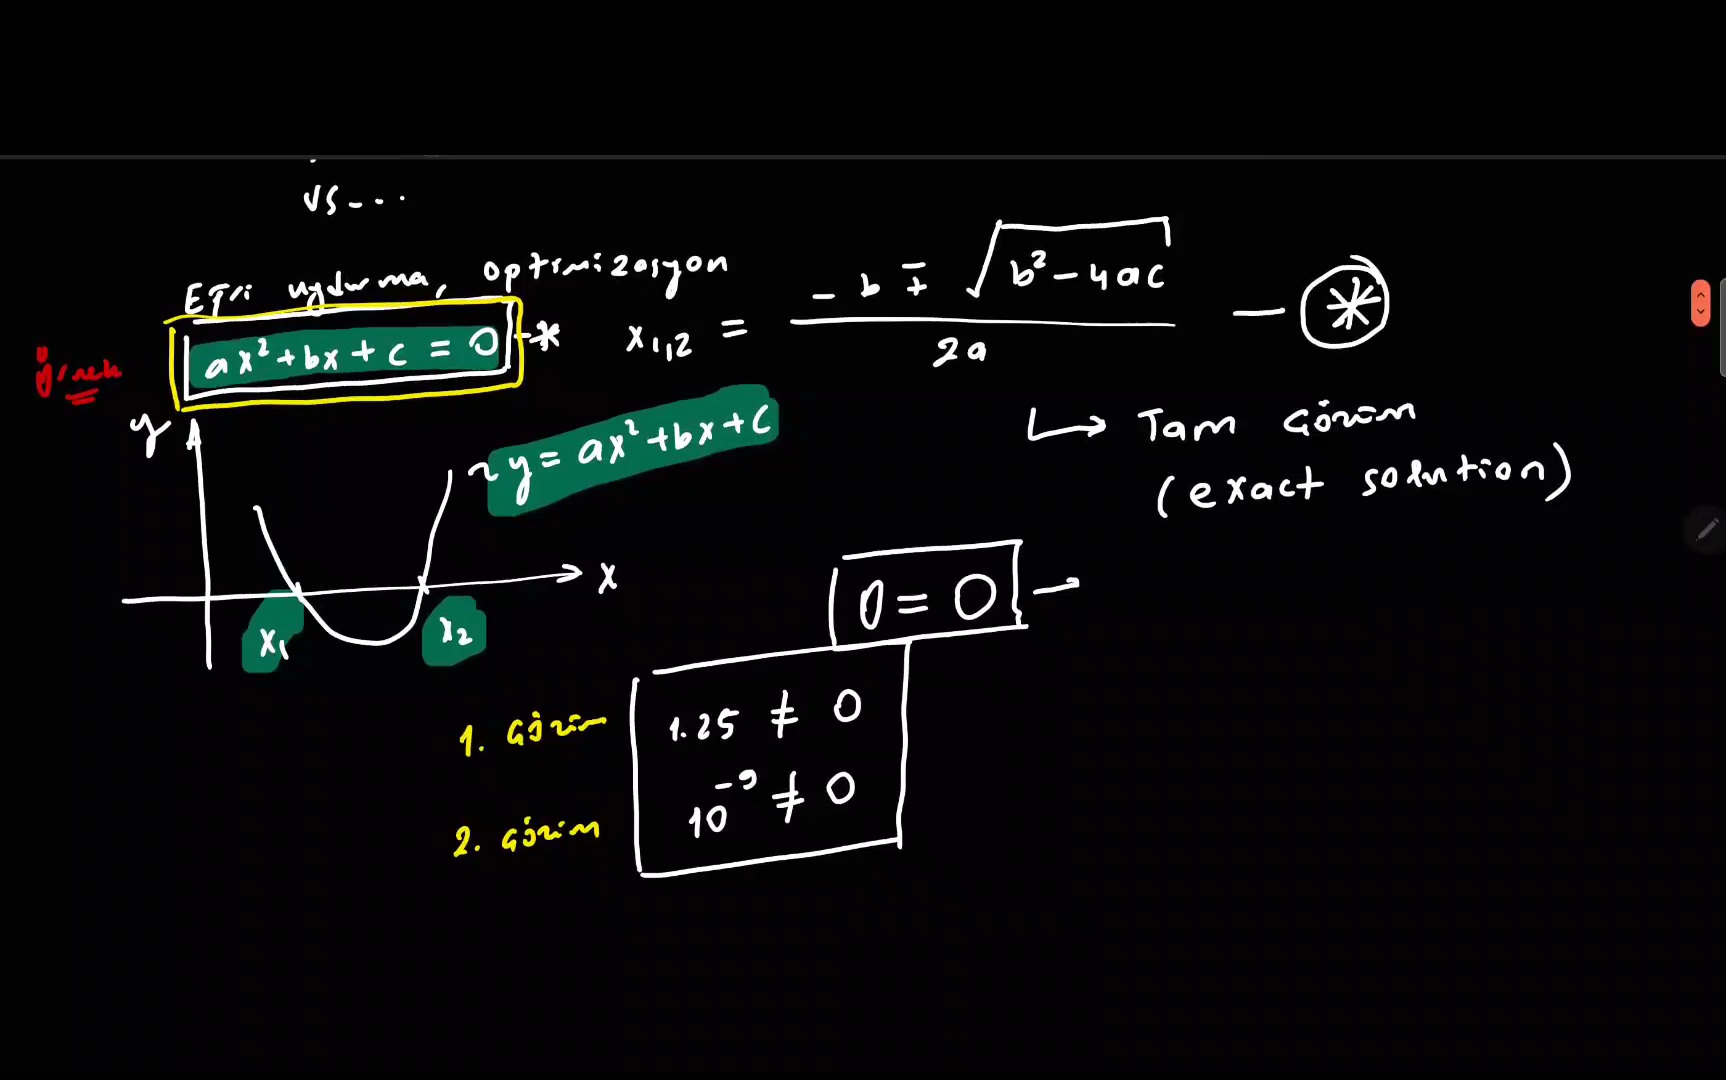 vs...
Eğri uydurma, optimizasyon
örnek
ax² + bx + c = 0 → *
x₁,₂ = (-b ∓ √(b² - 4ac)) / 2a — *
y
y = ax² + bx + c
→ Tam çözüm
(exact solution)
x
x₁
x₂
0 = 0 →
1. çözüm 1.25 ≠ 0
2. çözüm 10⁻⁹ ≠ 0